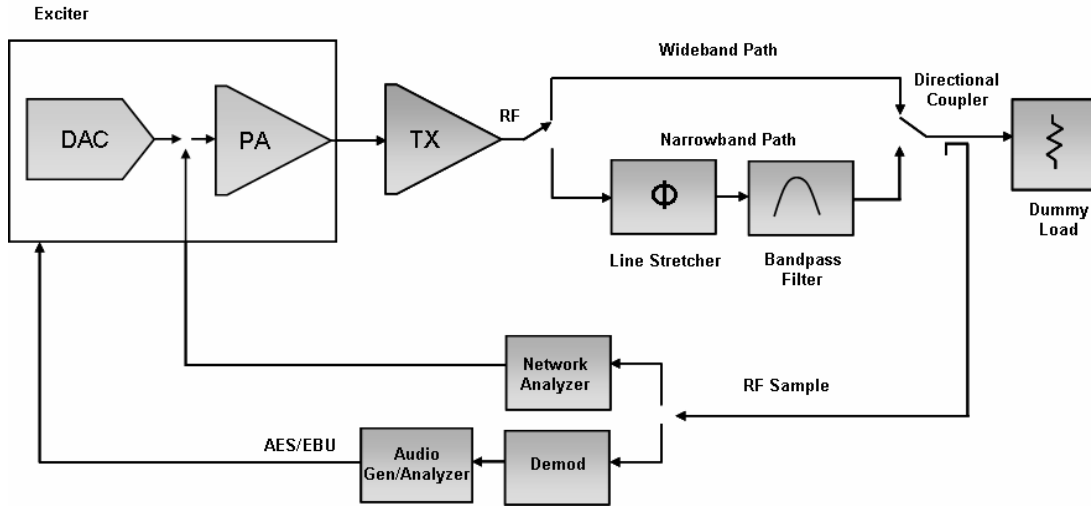 Exciter
Wideband Path
Directional
Coupler
DAC
PA
TX
RF
Narrowband Path
Φ
Line Stretcher
Bandpass
Filter
Dummy
Load
Network
Analyzer
RF Sample
AES/EBU
Audio
Gen/Analyzer
Demod